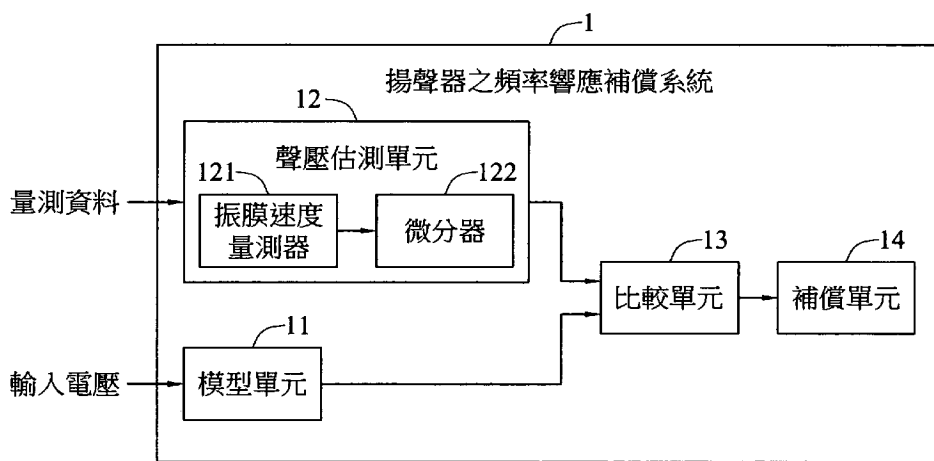 1
揚聲器之頻率響應補償系統
12
聲壓估測單元
121
122
量測資料
振膜速度
量測器
微分器
13
14
比較單元
補償單元
11
輸入電壓
模型單元